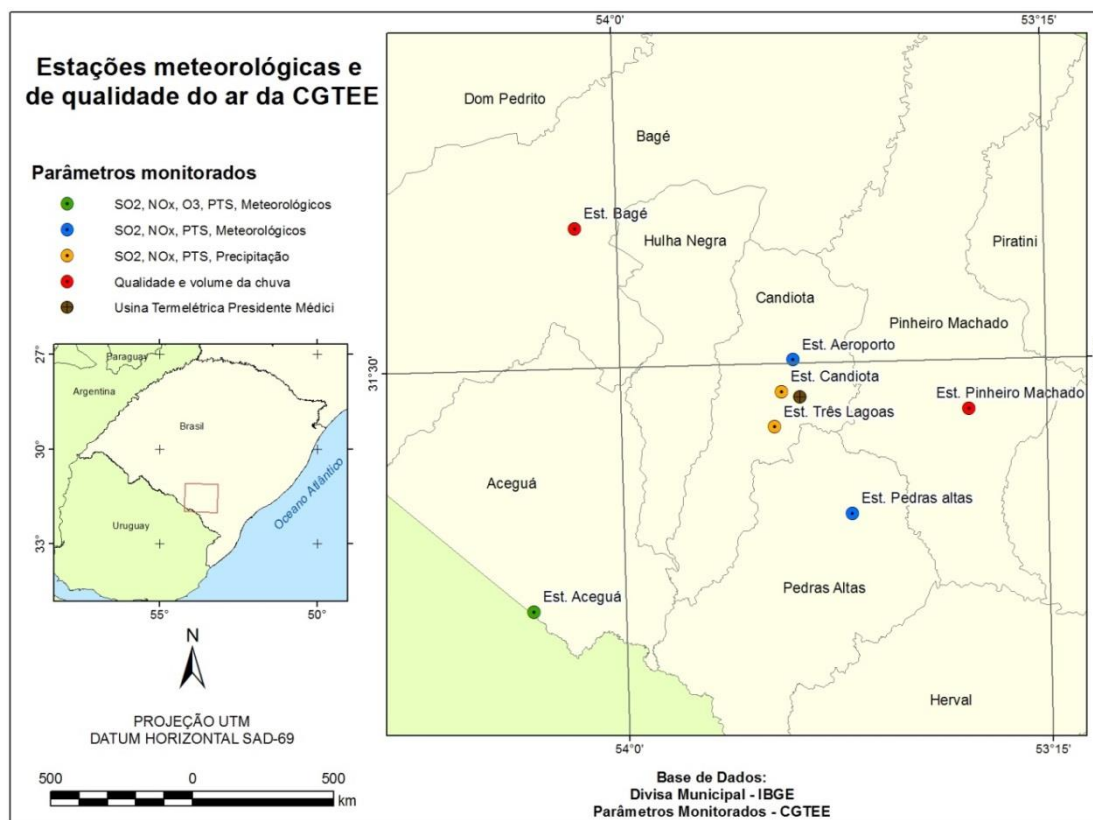 Estações meteorológicas e
de qualidade do ar da CGTEE
Parâmetros monitorados
SO2, NOx, O3, PTS, Meteorológicos
SO2, NOx, PTS, Meteorológicos
SO2, NOx, PTS, Precipitação
Qualidade e volume da chuva
Usina Termelétrica Presidente Médici
27°
30°
33°
55°
50°
Paraguay
Argentina
Brasil
Uruguay
Oceano Atlântico
N
PROJEÇÃO UTM
DATUM HORIZONTAL SAD-69
500 0 500
km
54°0' 53°15'
Dom Pedrito
Bagé
Est. Bagé
Hulha Negra
Piratini
Candiota
Pinheiro Machado
Est. Aeroporto
31°30'
Est. Candiota
Est. Pinheiro Machado
Est. Três Lagoas
Aceguá
Est. Pedras altas
Pedras Altas
Est. Aceguá
Herval
54°0' 53°15'
Base de Dados:
Divisa Municipal - IBGE
Parâmetros Monitorados - CGTEE